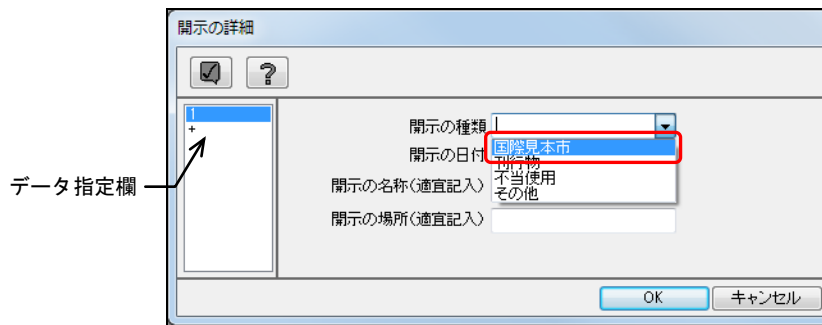 開示の詳細
?
1
+
データ指定欄
開示の種類
国際見本市
刊行物
不当使用
その他
開示の日付
開示の名称(適宜記入)
開示の場所(適宜記入)
OK
キャンセル